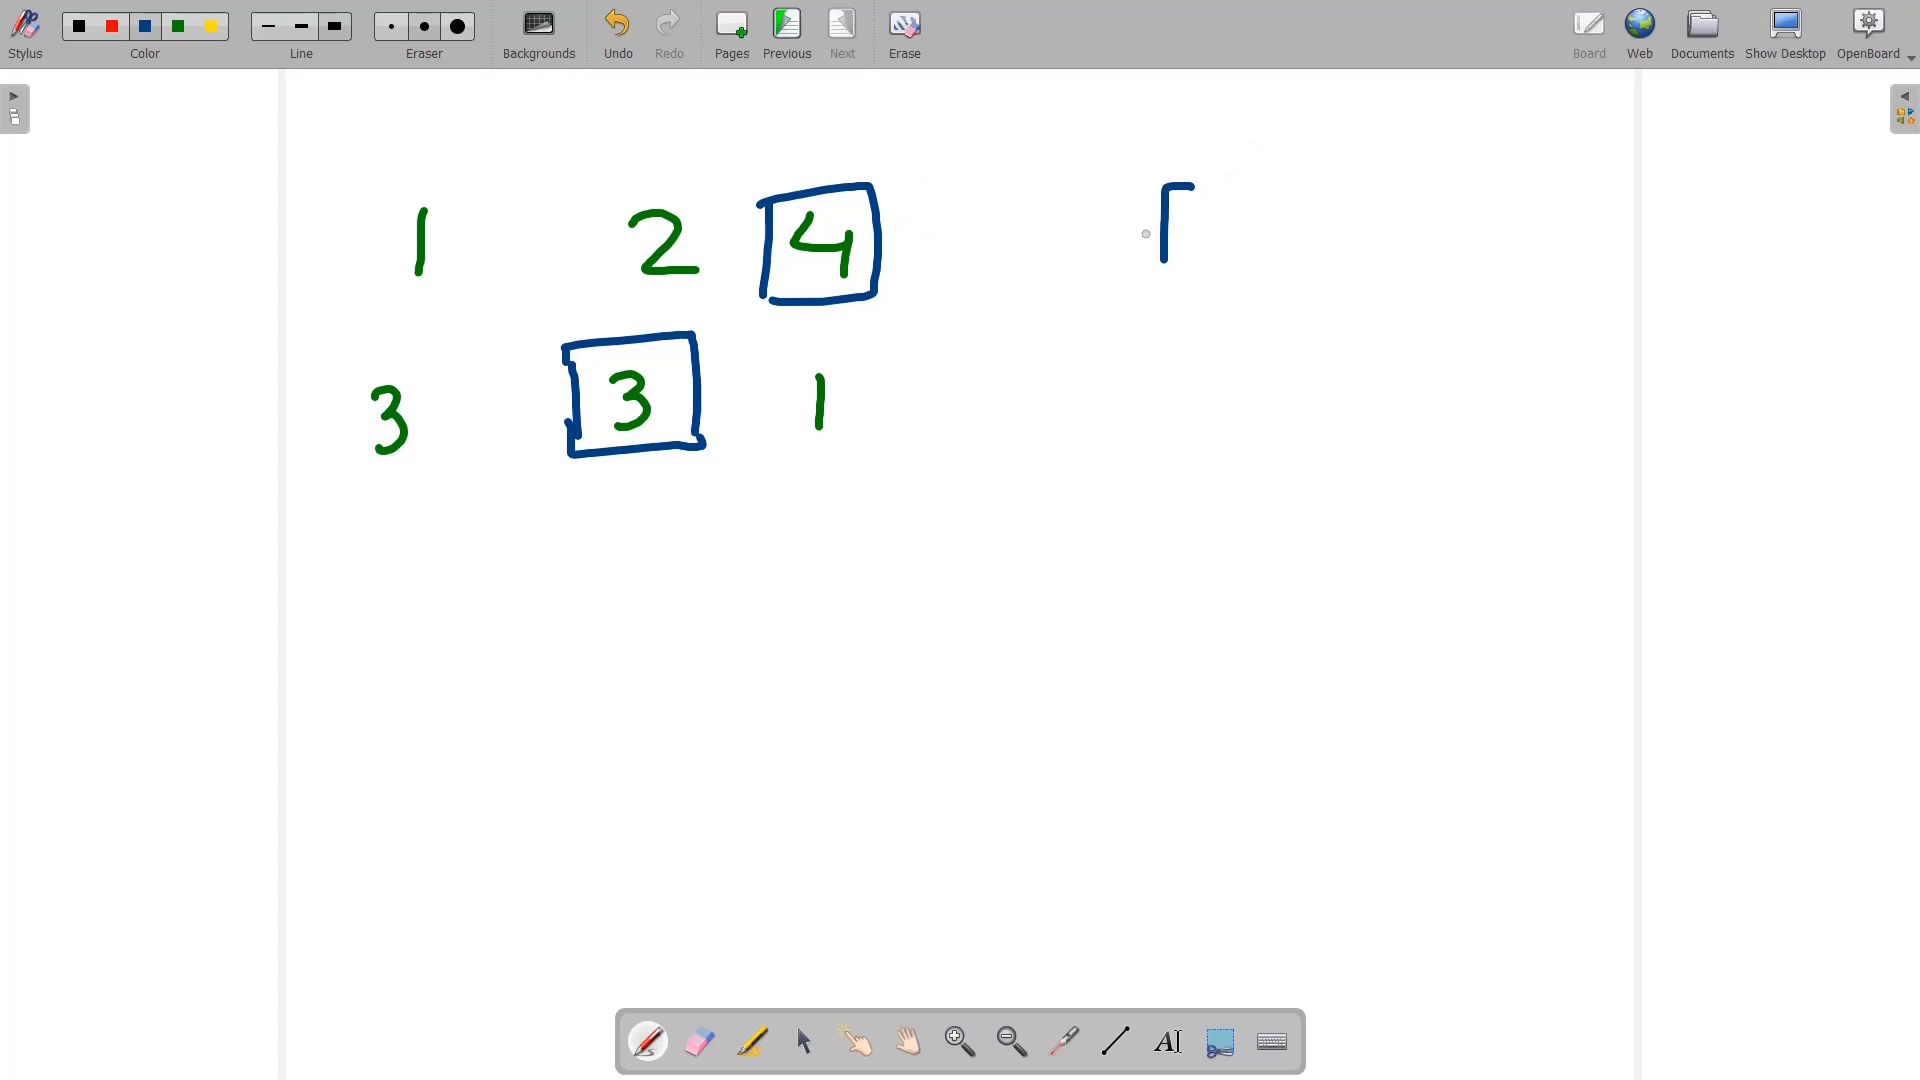 Stylus Color Line Eraser Backgrounds Undo Redo Pages Previous Next Erase Board Web Documents Show Desktop OpenBoard
1 2 4
3 3 1
AI